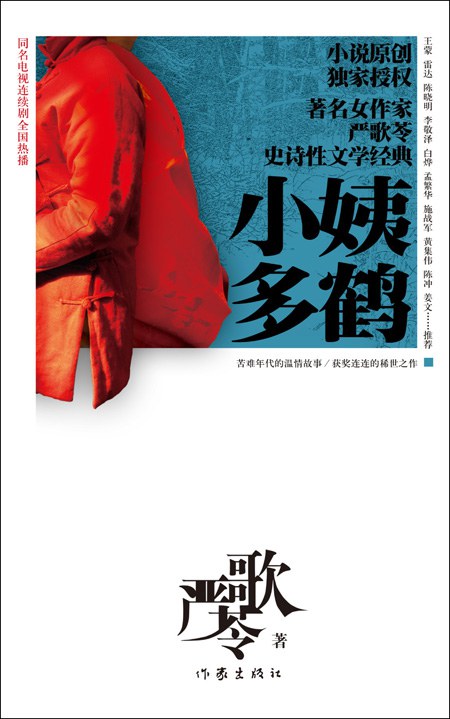 同名电视连续剧全国热播
小说原创
独家授权
著名女作家
严歌苓
史诗性文学经典
小姨
多鹤
王蒙 雷达 陈晓明 李敬泽 白烨 孟繁华 施战军 黄集伟 陈冲 姜文……推荐
苦难年代的温情故事/获奖连连的稀世之作
严歌苓 著
作家出版社